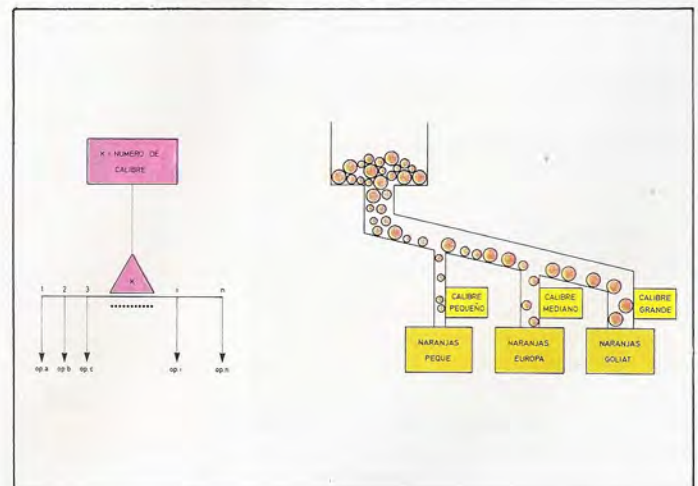 K = NUMERO DE
CALIBRE
K
1 2 3 i n
op.a op.b op.c op.i op.n
CALIBRE
PEQUEÑO
CALIBRE
MEDIANO
CALIBRE
GRANDE
NARANJAS
PEQUE
NARANJAS
EUROPA
NARANJAS
GOLIAT